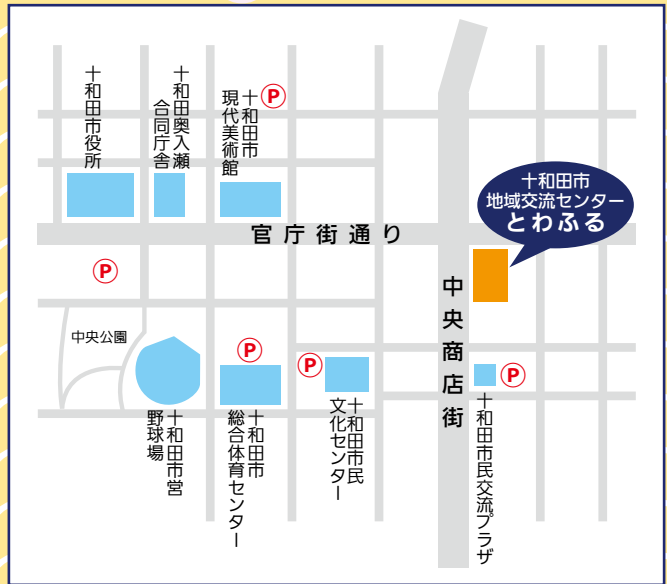 十和田市役所
十和田奥入瀬
合同庁舎
十和田市
現代美術館
P
十和田市
地域交流センター
とわふる
官庁街通り
P
中央商店街
中央公園
P
P
P
十和田市営
野球場
十和田市
総合体育センター
十和田市民
文化センター
十和田市民交流プラザ